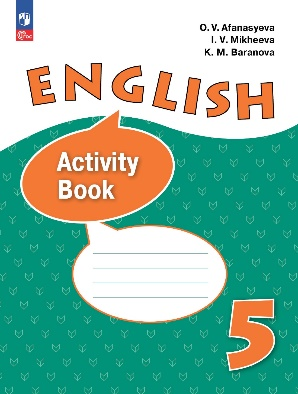 O. V. Afanasyeva
I. V. Mikheeva
K. M. Baranova
ENGLISH
Activity
Book
5